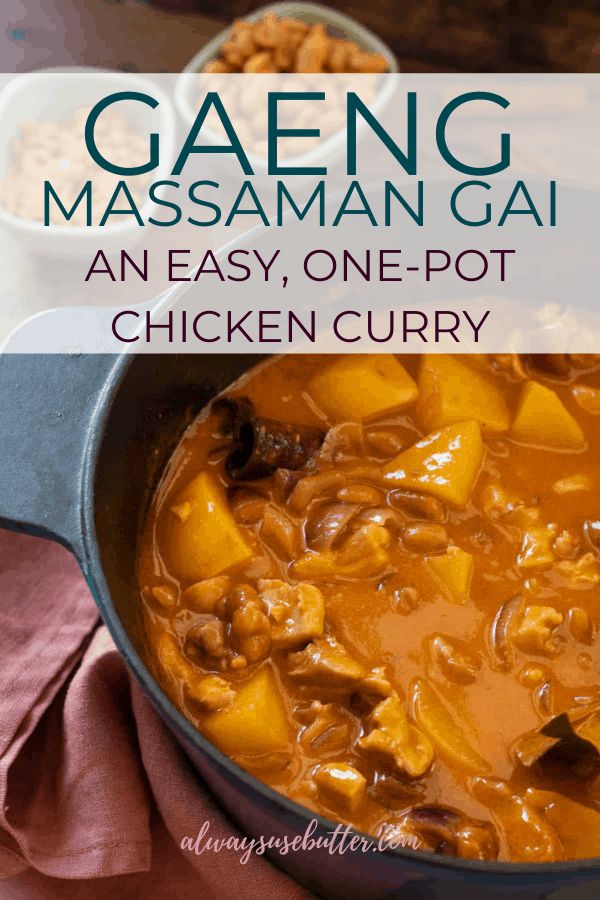 GAENG
MASSAMAN GAI
AN EASY, ONE-POT
CHICKEN CURRY
alwaysusebutter.com